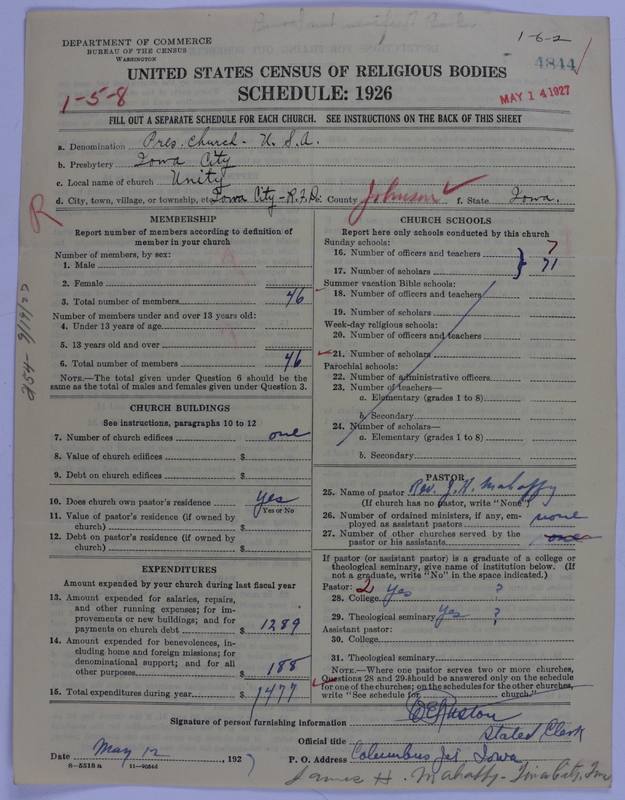 1-6-2
DEPARTMENT OF COMMERCE
BUREAU OF THE CENSUS
WASHINGTON
4844
UNITED STATES CENSUS OF RELIGIOUS BODIES
1-5-8
SCHEDULE: 1926
MAY 14 1927
FILL OUT A SEPARATE SCHEDULE FOR EACH CHURCH. SEE INSTRUCTIONS ON THE BACK OF THIS SHEET
a. Denomination Pres. Church - U.S.A.
b. Presbytery Iowa City
c. Local name of church Unity
d. City, town, village, or township, etc. Iowa City - R.F.D. e. County Johnson f. State Iowa.
R
254- 9/19/27
MEMBERSHIP
Report number of members according to definition of
member in your church
Number of members, by sex:
1. Male
2. Female
3. Total number of members 46
Number of members under and over 13 years old:
4. Under 13 years of age
5. 13 years old and over
6. Total number of members 46
NOTE.—The total given under Question 6 should be the
same as the total of males and females given under Question 3.
CHURCH BUILDINGS
See instructions, paragraphs 10 to 12
7. Number of church edifices one
8. Value of church edifices $
9. Debt on church edifices $
10. Does church own pastor's residence yes
Yes or No
11. Value of pastor's residence (if owned by
church) $
12. Debt on pastor's residence (if owned by
church) $
EXPENDITURES
Amount expended by your church during last fiscal year
13. Amount expended for salaries, repairs,
and other running expenses; for im-
provements or new buildings; and for
payments on church debt $ 1289
14. Amount expended for benevolences, in-
cluding home and foreign missions; for
denominational support; and for all
other purposes $ 188
15. Total expenditures during year $ 1477
CHURCH SCHOOLS
Report here only schools conducted by this church
Sunday schools:
16. Number of officers and teachers 7
17. Number of scholars 71
Summer vacation Bible schools:
18. Number of officers and teachers
19. Number of scholars
Week-day religious schools:
20. Number of officers and teachers
21. Number of scholars
Parochial schools:
22. Number of administrative officers
23. Number of teachers—
a. Elementary (grades 1 to 8)
b. Secondary
24. Number of scholars—
a. Elementary (grades 1 to 8)
b. Secondary
PASTOR
25. Name of pastor Rev. J. H. Mahaffy
(If church has no pastor, write "None")
26. Number of ordained ministers, if any, em-
ployed as assistant pastors none
27. Number of other churches served by the
pastor or his assistants one
If pastor (or assistant pastor) is a graduate of a college or
theological seminary, give name of institution below. (If
not a graduate, write "No" in the space indicated.)
Pastor: 2
28. College yes ?
29. Theological seminary Yes ?
Assistant pastor:
30. College
31. Theological seminary
NOTE.—Where one pastor serves two or more churches,
Questions 28 and 29 should be answered only on the schedule
for one of the churches; on the schedules for the other churches,
write "See schedule for church."
Signature of person furnishing information
Official title Stated Clerk
Date May 12, 1927 P. O. Address Columbus Jct Iowa
8—5518 a
James H. Mahaffy